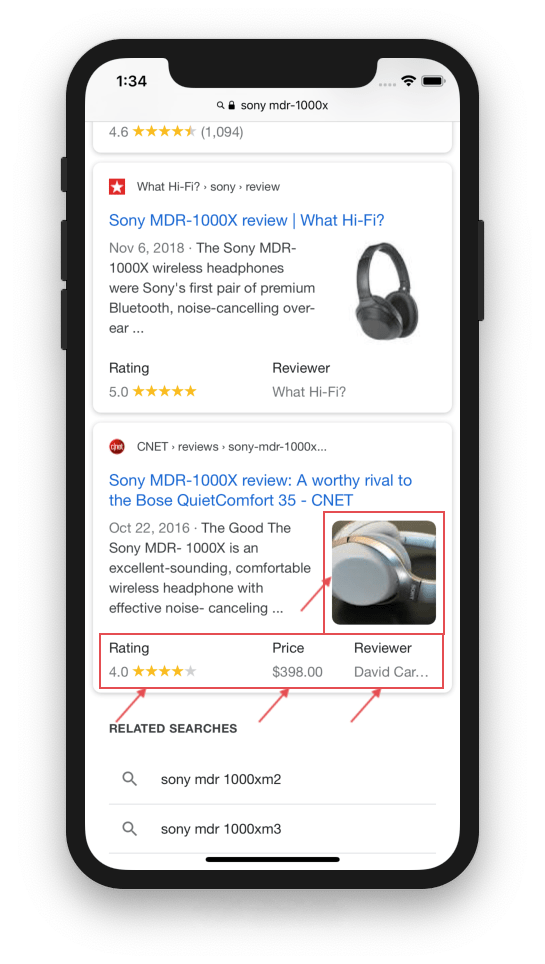 1:34
sony mdr-1000x
4.6 ★★★★★ (1,094)
What Hi-Fi? › sony › review
Sony MDR-1000X review | What Hi-Fi?
Nov 6, 2018 · The Sony MDR-
1000X wireless headphones
were Sony's first pair of premium
Bluetooth, noise-cancelling over-
ear ...
Rating Reviewer
5.0 ★★★★★ What Hi-Fi?
c|net CNET › reviews › sony-mdr-1000x...
Sony MDR-1000X review: A worthy rival to
the Bose QuietComfort 35 - CNET
Oct 22, 2016 · The Good The
Sony MDR- 1000X is an
excellent-sounding, comfortable
wireless headphone with
effective noise- canceling ...
SONY
Rating Price Reviewer
4.0 ★★★★★ $398.00 David Car...
RELATED SEARCHES
sony mdr 1000xm2
sony mdr 1000xm3